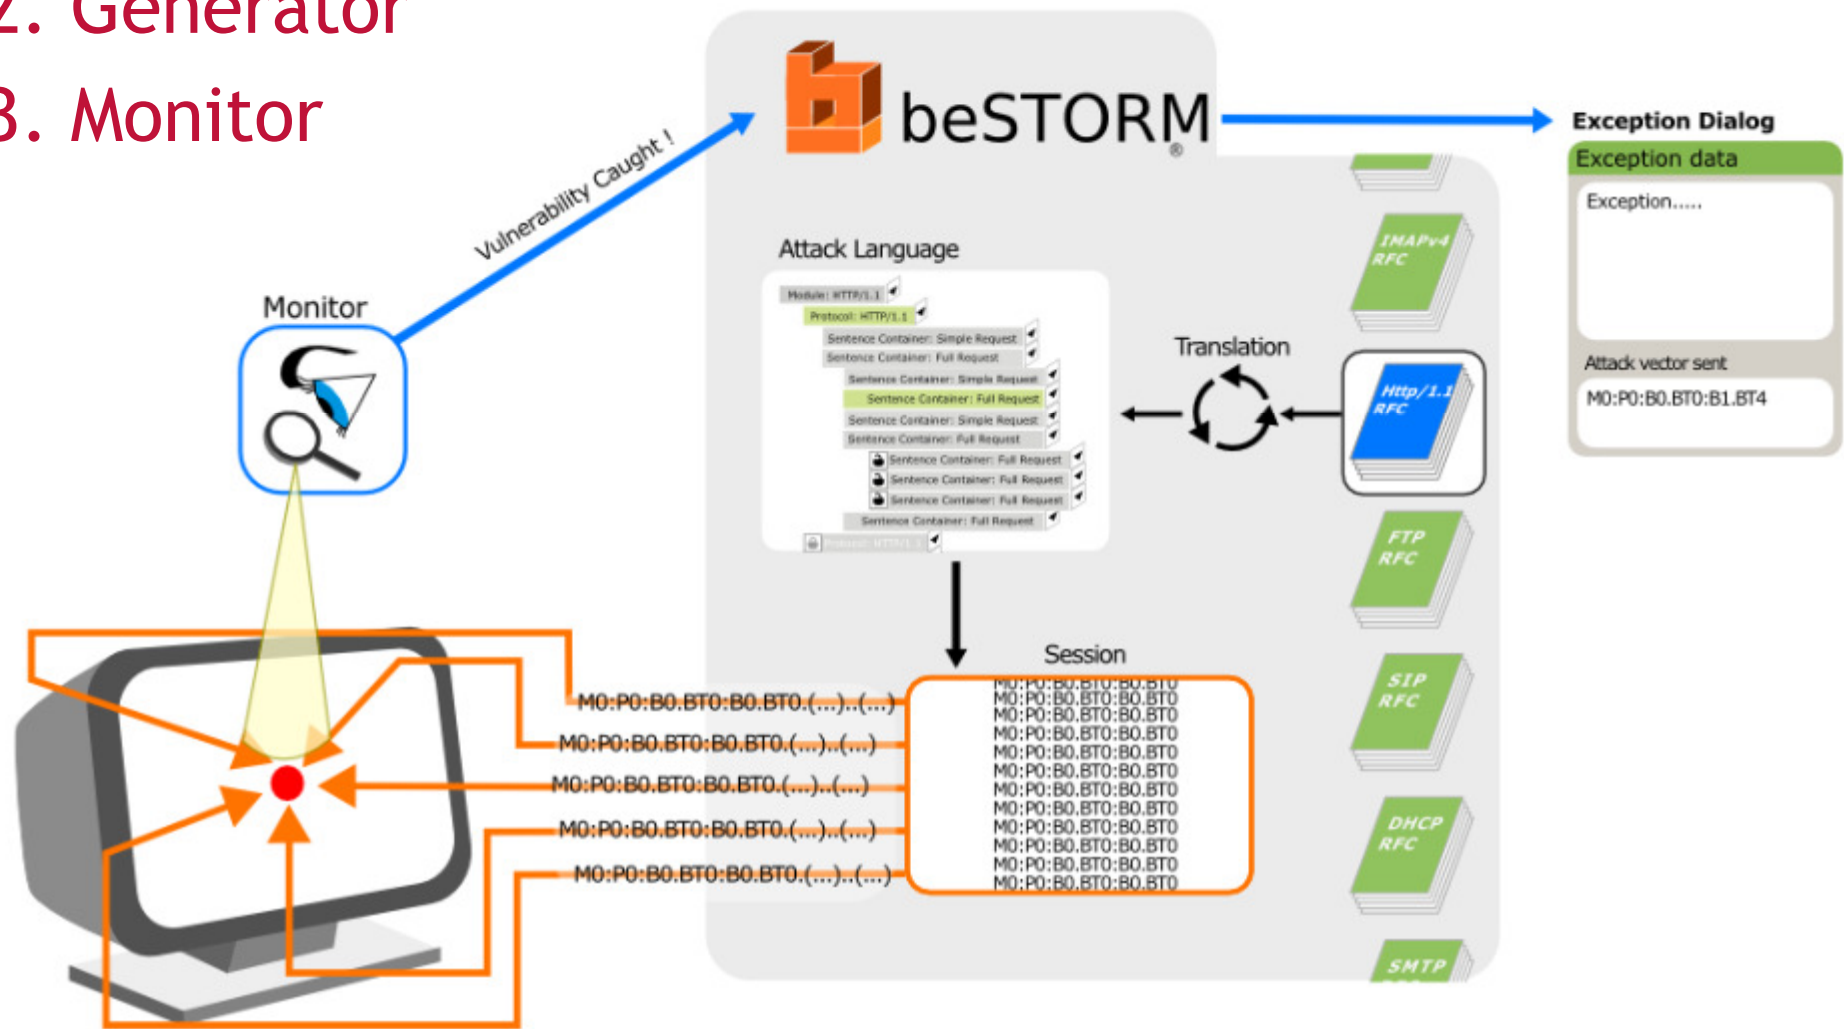 2. Generator
3. Monitor
beSTORM
®
Vulnerability Caught !
Monitor
Exception Dialog
Exception data
Exception.....
Attack vector sent
M0:P0:B0.BT0:B1.BT4
Attack Language
Module: HTTP/1.1
Protocol: HTTP/1.1
Sentence Container: Simple Request
Sentence Container: Full Request
Sentence Container: Simple Request
Sentence Container: Full Request
Sentence Container: Simple Request
Sentence Container: Full Request
Sentence Container: Full Request
Sentence Container: Full Request
Sentence Container: Full Request
Sentence Container: Full Request
Protocol: HTTP/1.1
Translation
IMAPv4
RFC
Http/1.1
RFC
FTP
RFC
SIP
RFC
DHCP
RFC
SMTP
Session
M0:P0:B0.BT0:B0.BT0
M0:P0:B0.BT0:B0.BT0
M0:P0:B0.BT0:B0.BT0
M0:P0:B0.BT0:B0.BT0
M0:P0:B0.BT0:B0.BT0
M0:P0:B0.BT0:B0.BT0
M0:P0:B0.BT0:B0.BT0
M0:P0:B0.BT0:B0.BT0
M0:P0:B0.BT0:B0.BT0
M0:P0:B0.BT0:B0.BT0
M0:P0:B0.BT0:B0.BT0
M0:P0:B0.BT0:B0.BT0
M0:P0:B0.BT0:B0.BT0.(...)..(...)
M0:P0:B0.BT0:B0.BT0.(...)..(...)
M0:P0:B0.BT0:B0.BT0.(...)..(...)
M0:P0:B0.BT0:B0.BT0.(...)..(...)
M0:P0:B0.BT0:B0.BT0.(...)..(...)